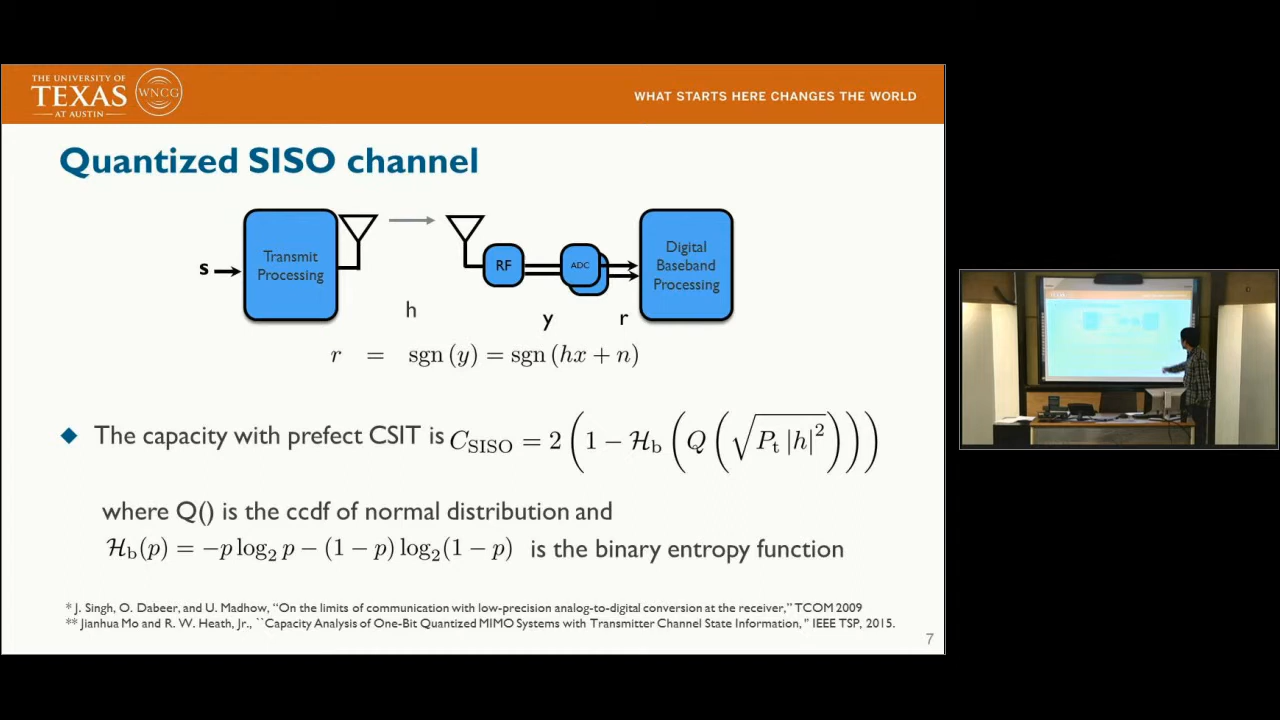 THE UNIVERSITY OF
TEXAS
AT AUSTIN
WNCG
WHAT STARTS HERE CHANGES THE WORLD
Quantized SISO channel
s
Transmit
Processing
RF
ADC
Digital
Baseband
Processing
h
y
r
r = sgn (y) = sgn (hx + n)
◆ The capacity with prefect CSIT is C_SISO = 2 (1 − H_b (Q (√(P_t |h|²))))
where Q() is the ccdf of normal distribution and
H_b(p) = −p log₂ p − (1 − p) log₂(1 − p) is the binary entropy function
* J. Singh, O. Dabeer, and U. Madhow, “On the limits of communication with low-precision analog-to-digital conversion at the receiver,” TCOM 2009
** Jianhua Mo and R. W. Heath, Jr., ``Capacity Analysis of One-Bit Quantized MIMO Systems with Transmitter Channel State Information, ” IEEE TSP, 2015.
7